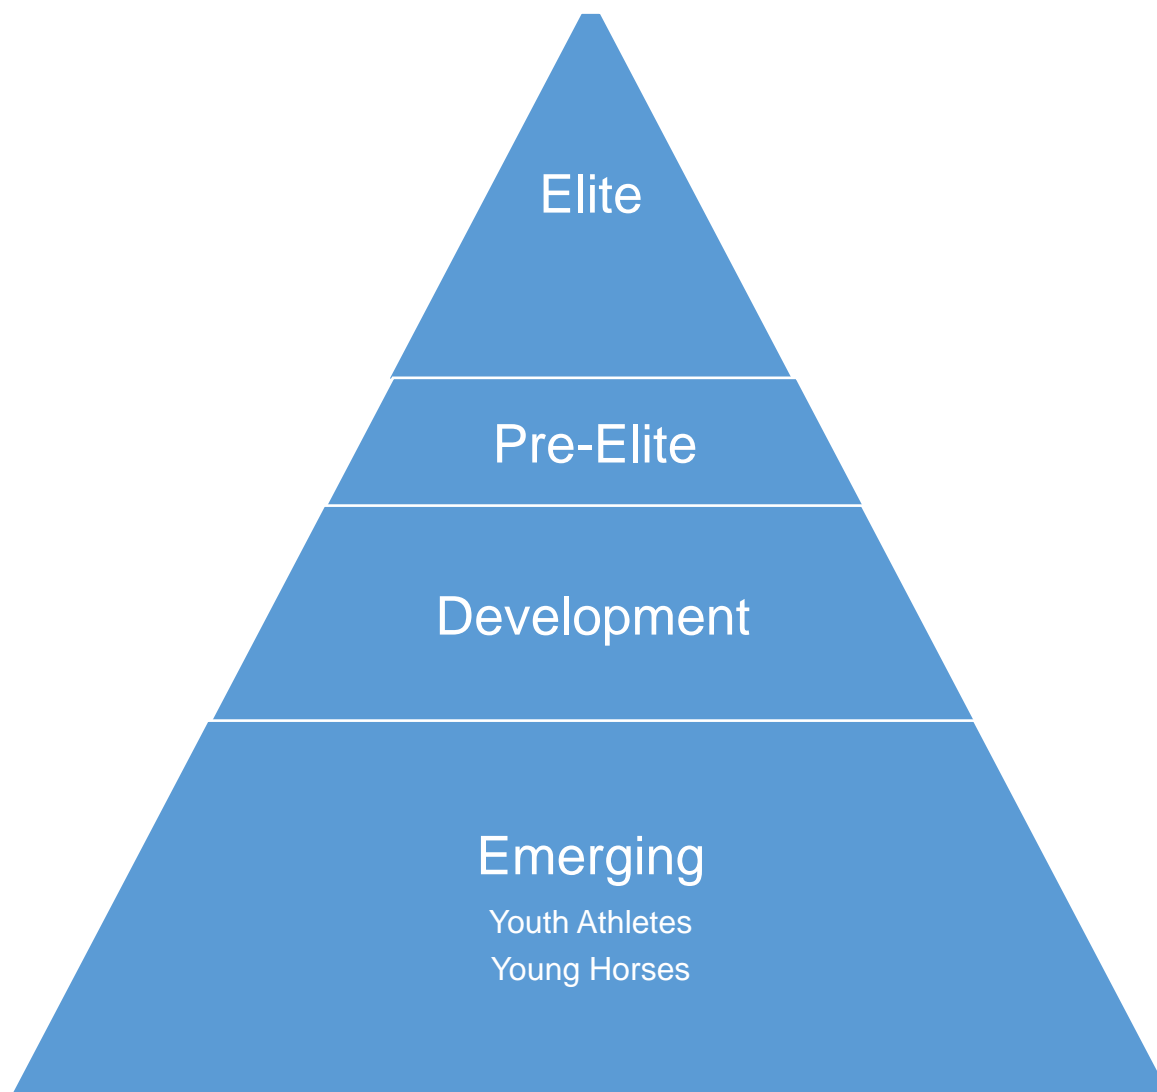 Elite
Pre-Elite
Development
Emerging
Youth Athletes
Young Horses